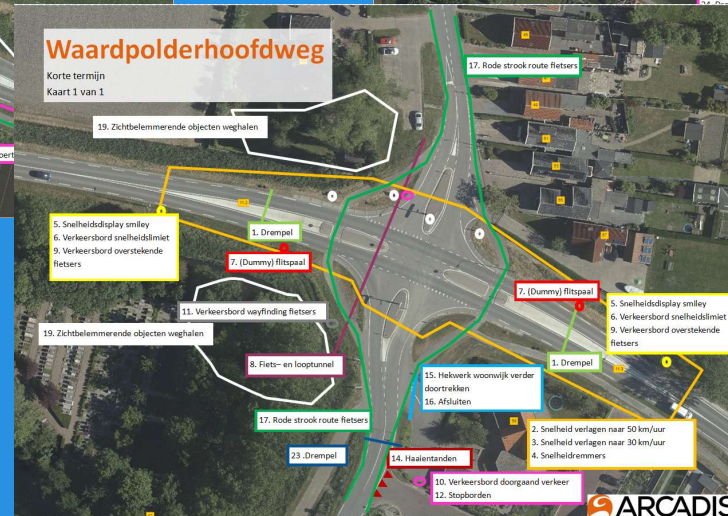 Waardpolderhoofdweg
Korte termijn
Kaart 1 van 1
17. Rode strook route fietsers
19. Zichtbelemmerende objecten weghalen
5. Snelheidsdisplay smiley
6. Verkeersbord snelheidslimiet
9. Verkeersbord overstekende
fietsers
1. Drempel
7. (Dummy) flitspaal
7. (Dummy) flitspaal
11. Verkeersbord wayfinding fietsers
19. Zichtbelemmerende objecten weghalen
5. Snelheidsdisplay smiley
6. Verkeersbord snelheidslimiet
9. Verkeersbord overstekende
fietsers
8. Fiets– en looptunnel
1. Drempel
15. Hekwerk woonwijk verder
doortrekken
16. Afsluiten
17. Rode strook route fietsers
2. Snelheid verlagen naar 50 km/uur
3. Snelheid verlagen naar 30 km/uur
4. Snelheidremmers
23 .Drempel
14. Haaientanden
10. Verkeersbord doorgaand verkeer
12. Stopborden
ARCADIS